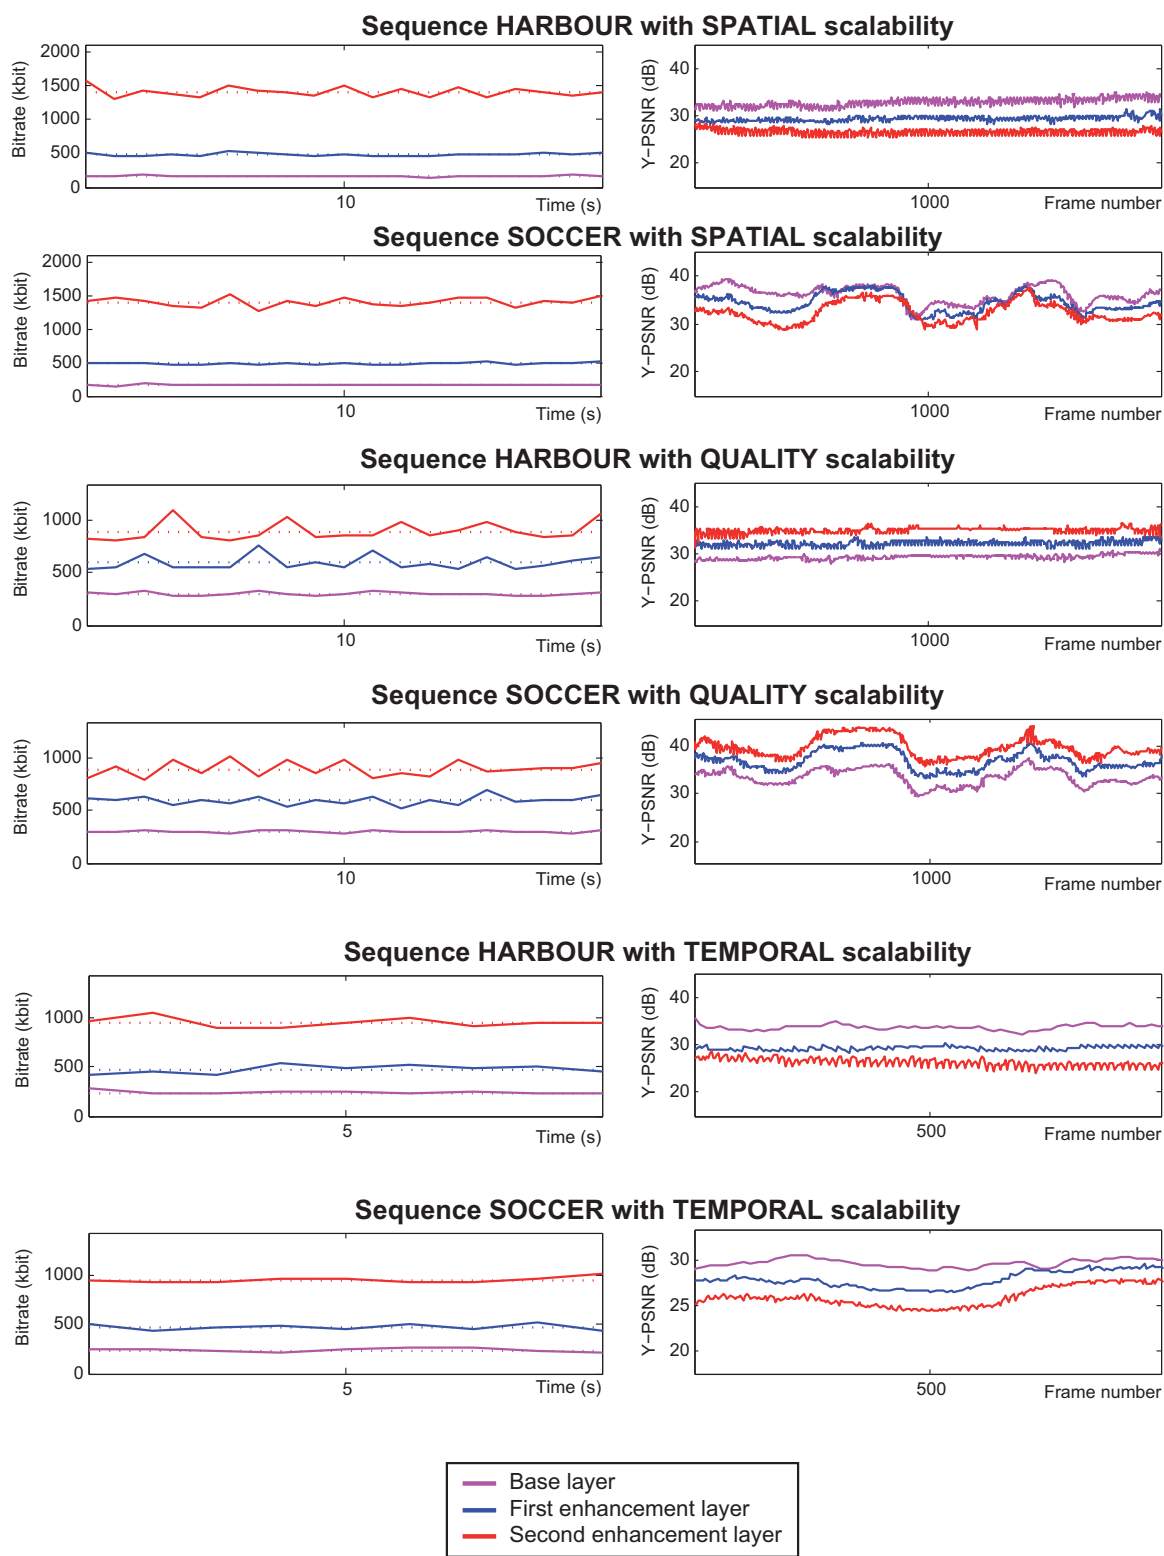 Sequence HARBOUR with SPATIAL scalability
Bitrate (kbit)
2000
1500
1000
500
0
10
Time (s)
Y−PSNR (dB)
40
30
20
1000
Frame number
Sequence SOCCER with SPATIAL scalability
Bitrate (kbit)
2000
1500
1000
500
0
10
Time (s)
Y−PSNR (dB)
40
30
20
1000
Frame number
Sequence HARBOUR with QUALITY scalability
Bitrate (kbit)
1000
500
0
10
Time (s)
Y−PSNR (dB)
40
30
20
1000
Frame number
Sequence SOCCER with QUALITY scalability
Bitrate (kbit)
1000
500
0
10
Time (s)
Y−PSNR (dB)
40
30
20
1000
Frame number
Sequence HARBOUR with TEMPORAL scalability
Bitrate (kbit)
1000
500
0
5
Time (s)
Y−PSNR (dB)
40
30
20
500
Frame number
Sequence SOCCER with TEMPORAL scalability
Bitrate (kbit)
1000
500
0
5
Time (s)
Y−PSNR (dB)
30
25
20
500
Frame number
Base layer
First enhancement layer
Second enhancement layer